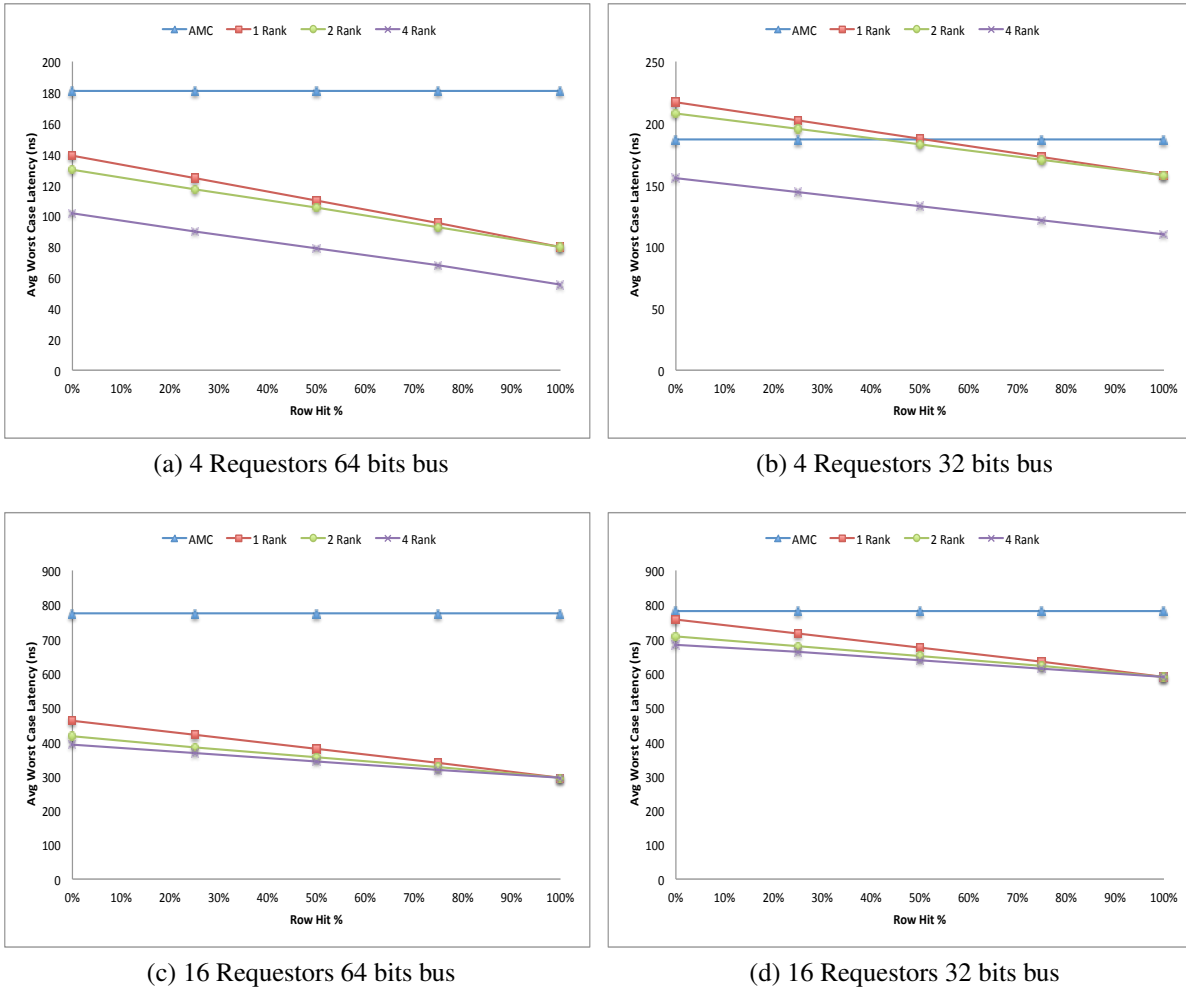 AMC 1 Rank 2 Rank 4 Rank
Avg Worst Case Latency (ns)
200
180
160
140
120
100
80
60
40
20
0
0% 10% 20% 30% 40% 50% 60% 70% 80% 90% 100%
Row Hit %
(a) 4 Requestors 64 bits bus
AMC 1 Rank 2 Rank 4 Rank
Avg Worst Case Latency (ns)
250
200
150
100
50
0
0% 10% 20% 30% 40% 50% 60% 70% 80% 90% 100%
Row Hit %
(b) 4 Requestors 32 bits bus
AMC 1 Rank 2 Rank 4 Rank
Avg Worst Case Latency (ns)
900
800
700
600
500
400
300
200
100
0
0% 10% 20% 30% 40% 50% 60% 70% 80% 90% 100%
Row Hit %
(c) 16 Requestors 64 bits bus
AMC 1 Rank 2 Rank 4 Rank
Avg Worst Case Latency (ns)
900
800
700
600
500
400
300
200
100
0
0% 10% 20% 30% 40% 50% 60% 70% 80% 90% 100%
Row Hit %
(d) 16 Requestors 32 bits bus